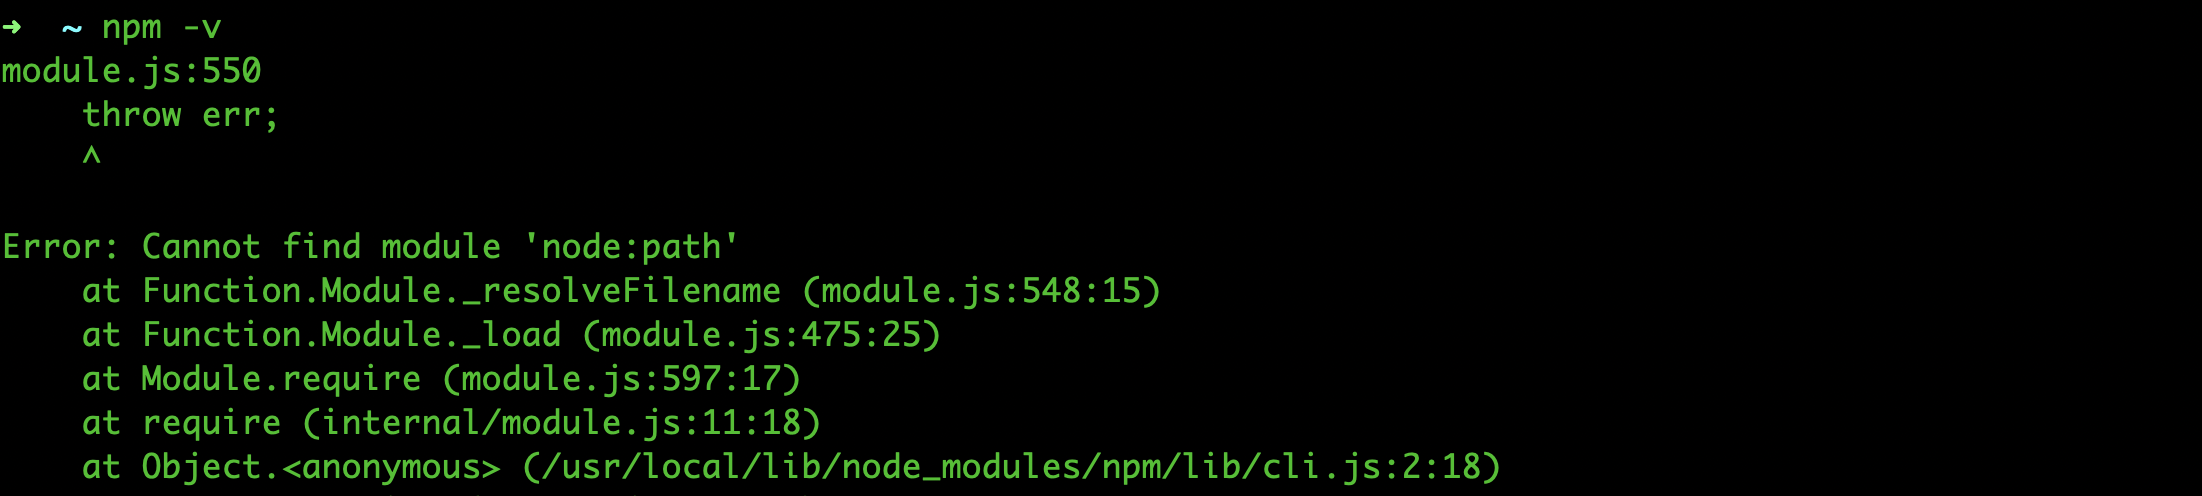 ➜  ~ npm -v
module.js:550
    throw err;
    ^

Error: Cannot find module 'node:path'
    at Function.Module._resolveFilename (module.js:548:15)
    at Function.Module._load (module.js:475:25)
    at Module.require (module.js:597:17)
    at require (internal/module.js:11:18)
    at Object.<anonymous> (/usr/local/lib/node_modules/npm/lib/cli.js:2:18)